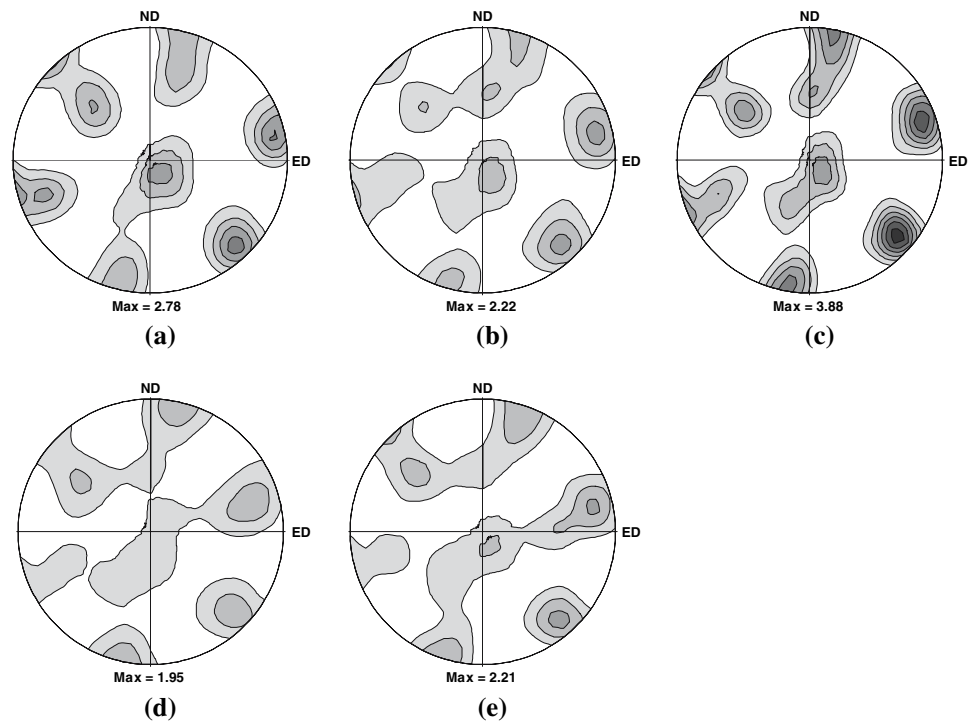 ND ND ND
ED ED ED
Max = 2.78 Max = 2.22 Max = 3.88
(a) (b) (c)
ND ND
ED ED
Max = 1.95 Max = 2.21
(d) (e)